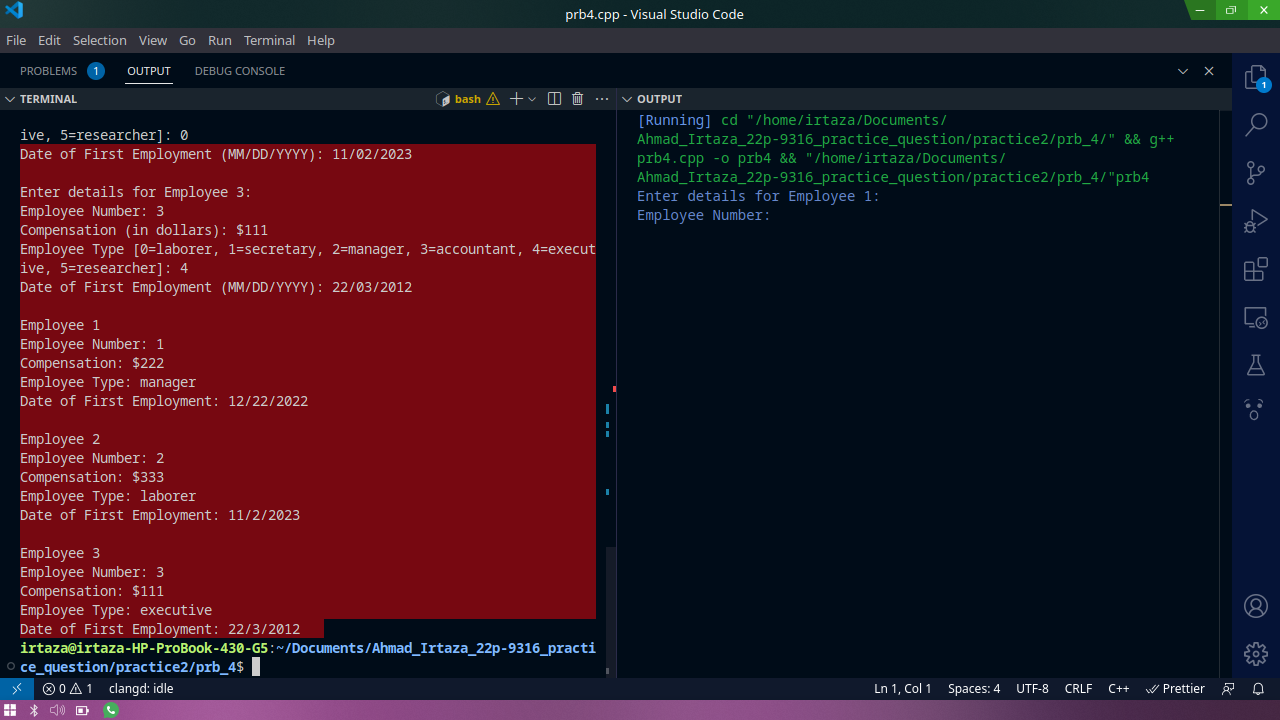 prb4.cpp - Visual Studio Code
File Edit Selection View Go Run Terminal Help
PROBLEMS 1 OUTPUT DEBUG CONSOLE
TERMINAL
bash
ive, 5=researcher]: 0
Date of First Employment (MM/DD/YYYY): 11/02/2023
Enter details for Employee 3:
Employee Number: 3
Compensation (in dollars): $111
Employee Type [0=laborer, 1=secretary, 2=manager, 3=accountant, 4=execut
ive, 5=researcher]: 4
Date of First Employment (MM/DD/YYYY): 22/03/2012
Employee 1
Employee Number: 1
Compensation: $222
Employee Type: manager
Date of First Employment: 12/22/2022
Employee 2
Employee Number: 2
Compensation: $333
Employee Type: laborer
Date of First Employment: 11/2/2023
Employee 3
Employee Number: 3
Compensation: $111
Employee Type: executive
Date of First Employment: 22/3/2012
irtaza@irtaza-HP-ProBook-430-G5:~/Documents/Ahmad_Irtaza_22p-9316_practi
ce_question/practice2/prb_4$
OUTPUT
[Running] cd "/home/irtaza/Documents/
Ahmad_Irtaza_22p-9316_practice_question/practice2/prb_4/" && g++
prb4.cpp -o prb4 && "/home/irtaza/Documents/
Ahmad_Irtaza_22p-9316_practice_question/practice2/prb_4/"prb4
Enter details for Employee 1:
Employee Number:
1
0 1 clangd: idle
Ln 1, Col 1 Spaces: 4 UTF-8 CRLF C++ Prettier